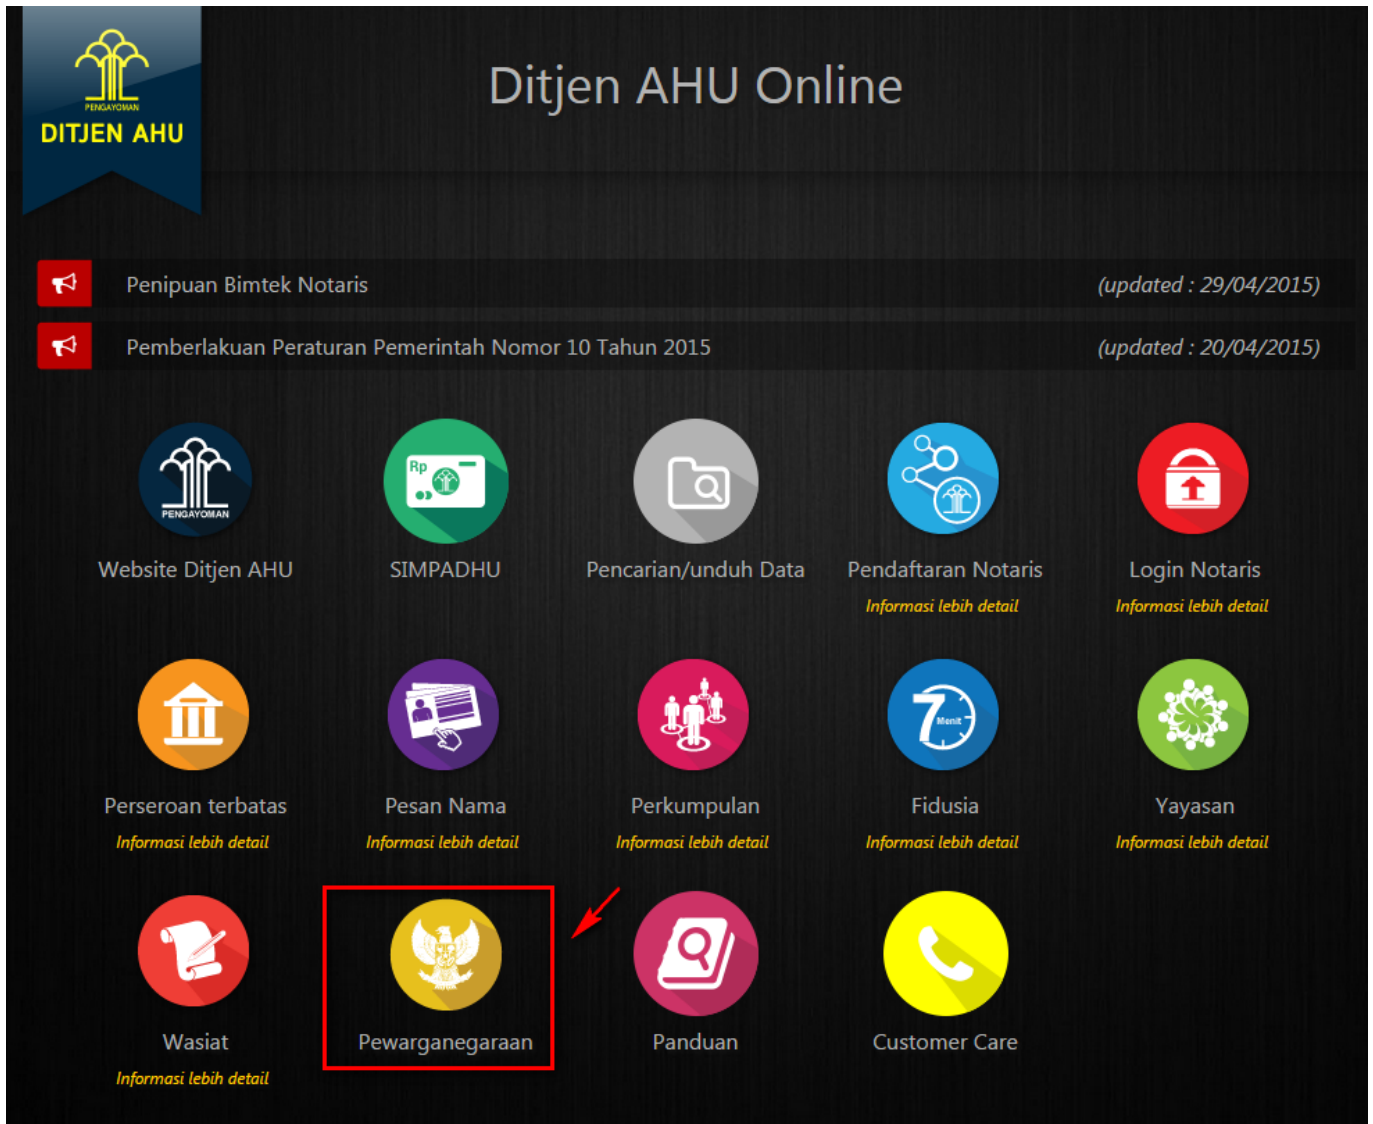 PENGAYOMAN
DITJEN AHU
Ditjen AHU Online
Penipuan Bimtek Notaris (updated : 29/04/2015)
Pemberlakuan Peraturan Pemerintah Nomor 10 Tahun 2015 (updated : 20/04/2015)
PENGAYOMAN
Rp
Website Ditjen AHU SIMPADHU Pencarian/unduh Data Pendaftaran Notaris Login Notaris
Informasi lebih detail Informasi lebih detail
7 Menit
Perseroan terbatas Pesan Nama Perkumpulan Fidusia Yayasan
Informasi lebih detail Informasi lebih detail Informasi lebih detail Informasi lebih detail Informasi lebih detail
Wasiat Pewarganegaraan Panduan Customer Care
Informasi lebih detail